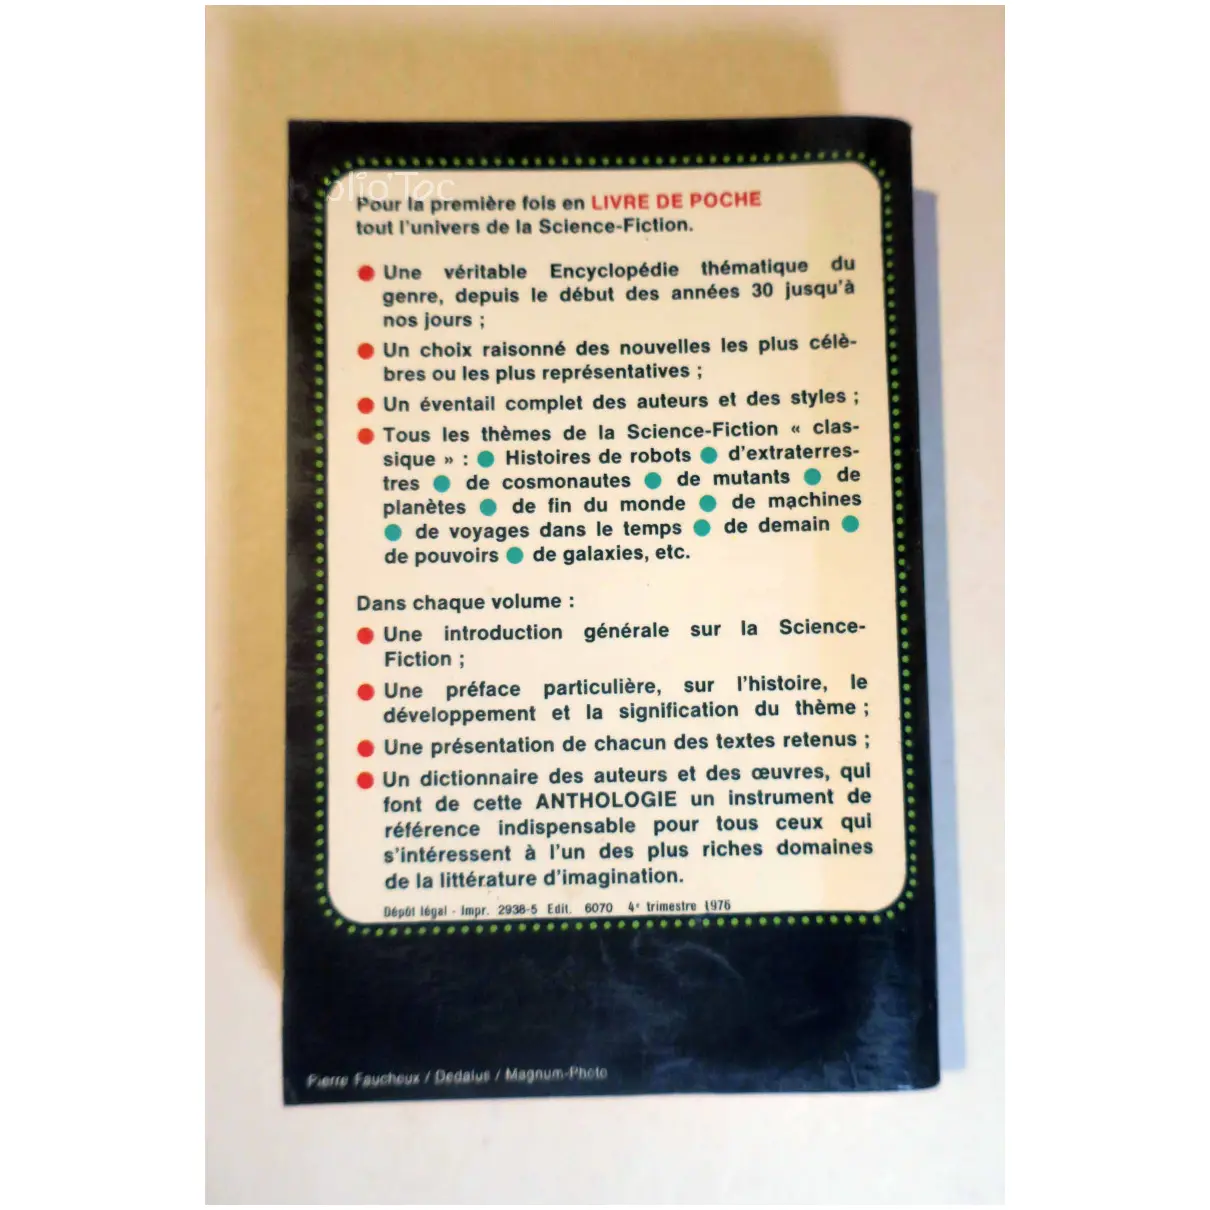 blio'Tec
Pour la première fois en LIVRE DE POCHE
tout l'univers de la Science-Fiction.
● Une véritable Encyclopédie thématique du
genre, depuis le début des années 30 jusqu'à
nos jours ;
● Un choix raisonné des nouvelles les plus célè-
bres ou les plus représentatives ;
● Un éventail complet des auteurs et des styles ;
● Tous les thèmes de la Science-Fiction « clas-
sique » : ● Histoires de robots ● d'extraterres-
tres ● de cosmonautes ● de mutants ● de
planètes ● de fin du monde ● de machines
● de voyages dans le temps ● de demain ●
de pouvoirs ● de galaxies, etc.
Dans chaque volume :
● Une introduction générale sur la Science-
Fiction ;
● Une préface particulière, sur l'histoire, le
développement et la signification du thème ;
● Une présentation de chacun des textes retenus ;
● Un dictionnaire des auteurs et des œuvres, qui
font de cette ANTHOLOGIE un instrument de
référence indispensable pour tous ceux qui
s'intéressent à l'un des plus riches domaines
de la littérature d'imagination.
Dépôt légal - Impr. 2938-5 Edit. 6070 4e trimestre 1976
Pierre Faucheux / Dedalus / Magnum-Photo